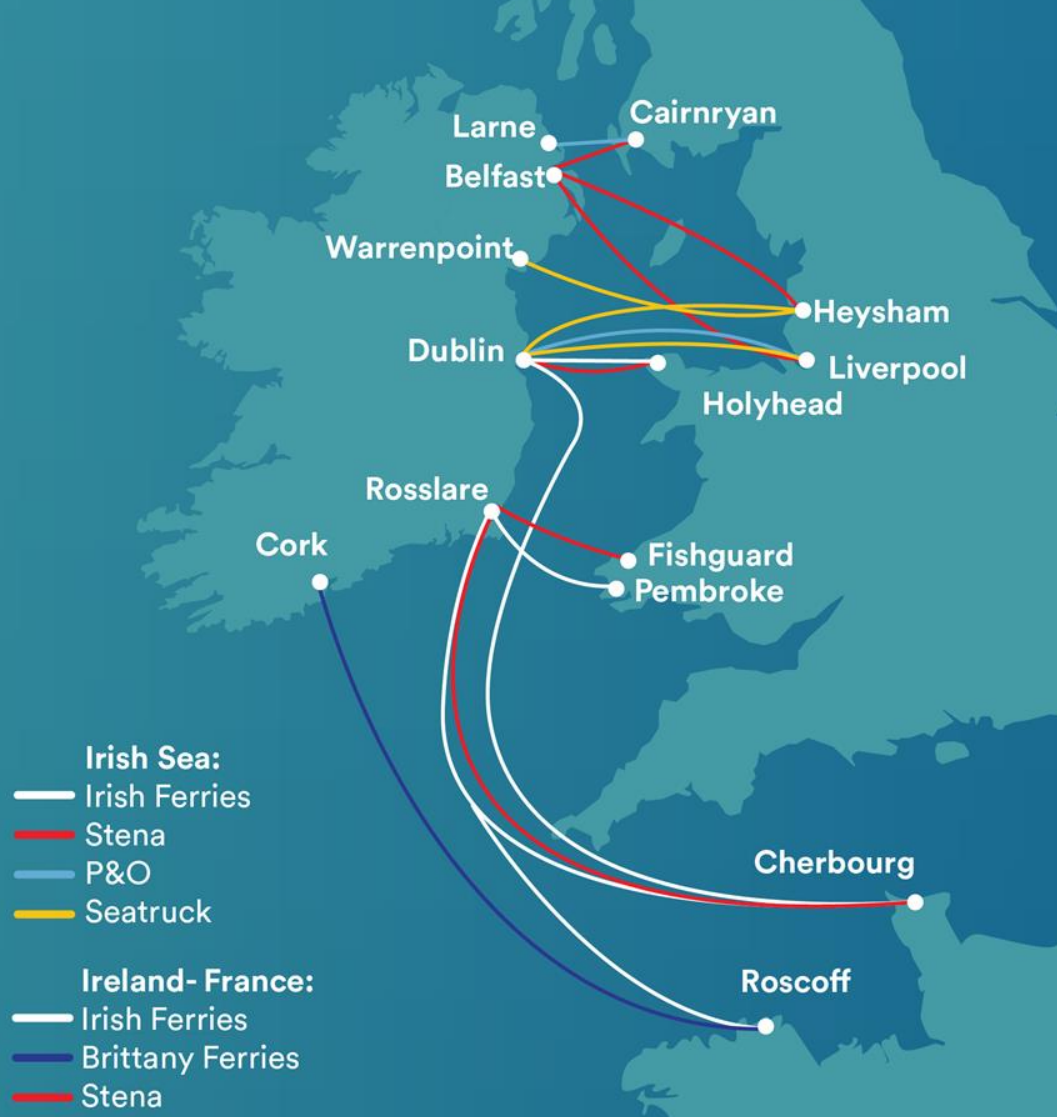 Cairnryan
Larne
Belfast
Warrenpoint
Heysham
Dublin
Liverpool
Holyhead
Rosslare
Cork
Fishguard
Pembroke
Irish Sea:
Irish Ferries
Stena
P&O
Seatruck
Cherbourg
Roscoff
Ireland- France:
Irish Ferries
Brittany Ferries
Stena